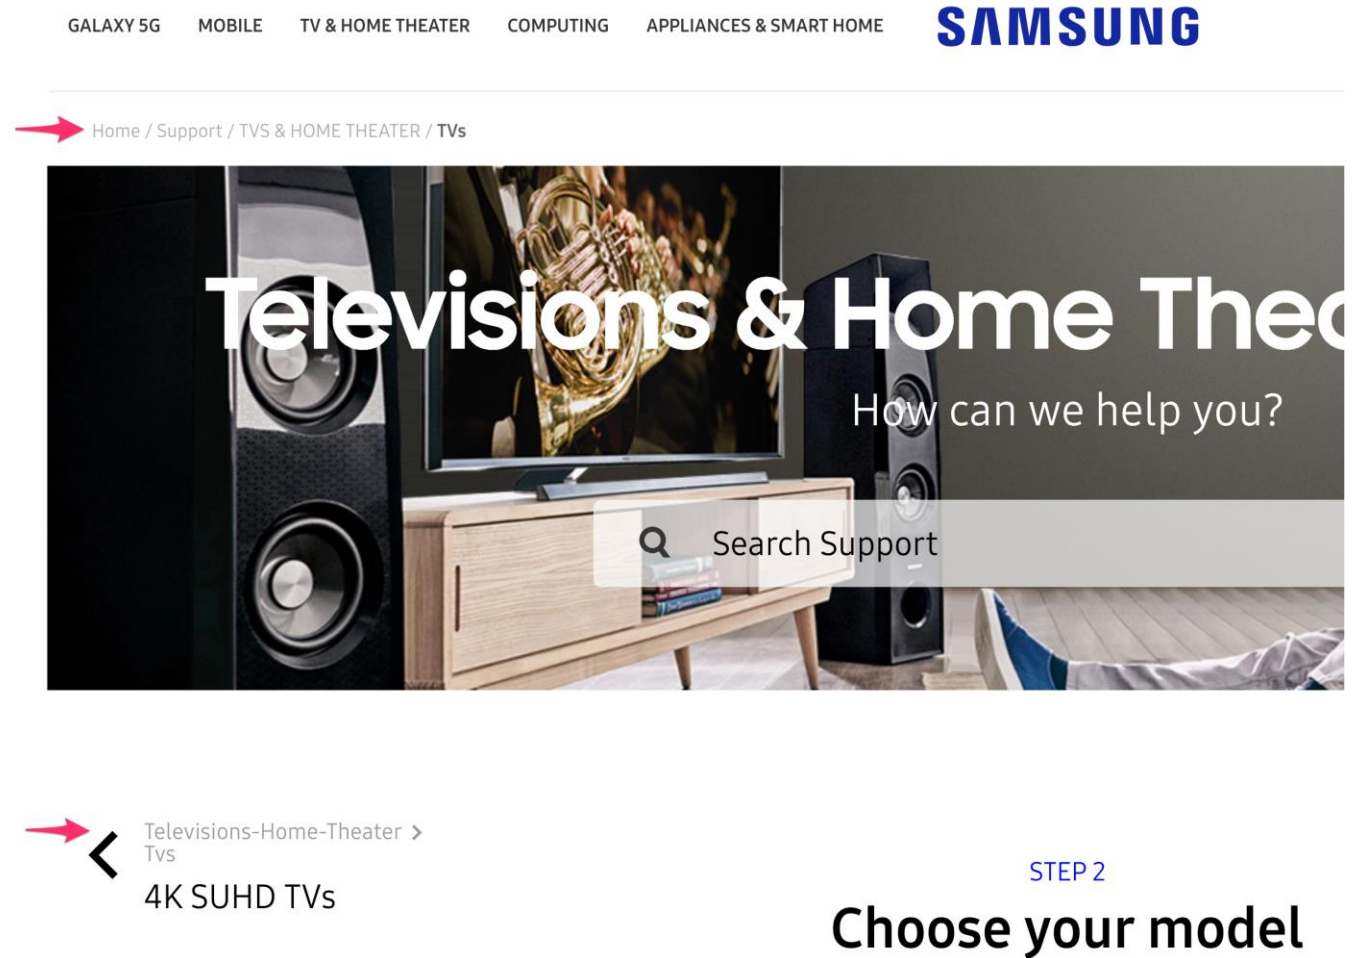 GALAXY 5G MOBILE TV & HOME THEATER COMPUTING APPLIANCES & SMART HOME SAMSUNG
Home / Support / TVS & HOME THEATER / TVs
Televisions & Home Thea
How can we help you?
Search Support
Televisions-Home-Theater >
Tvs
4K SUHD TVs
STEP 2
Choose your model